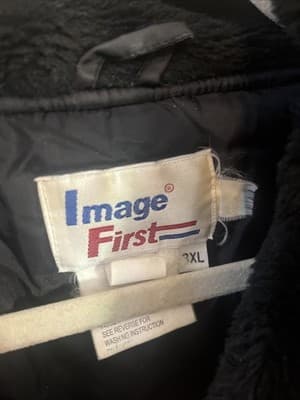 Image®
First
3XL
SEE REVERSE FOR
WASHING INSTRUCTION